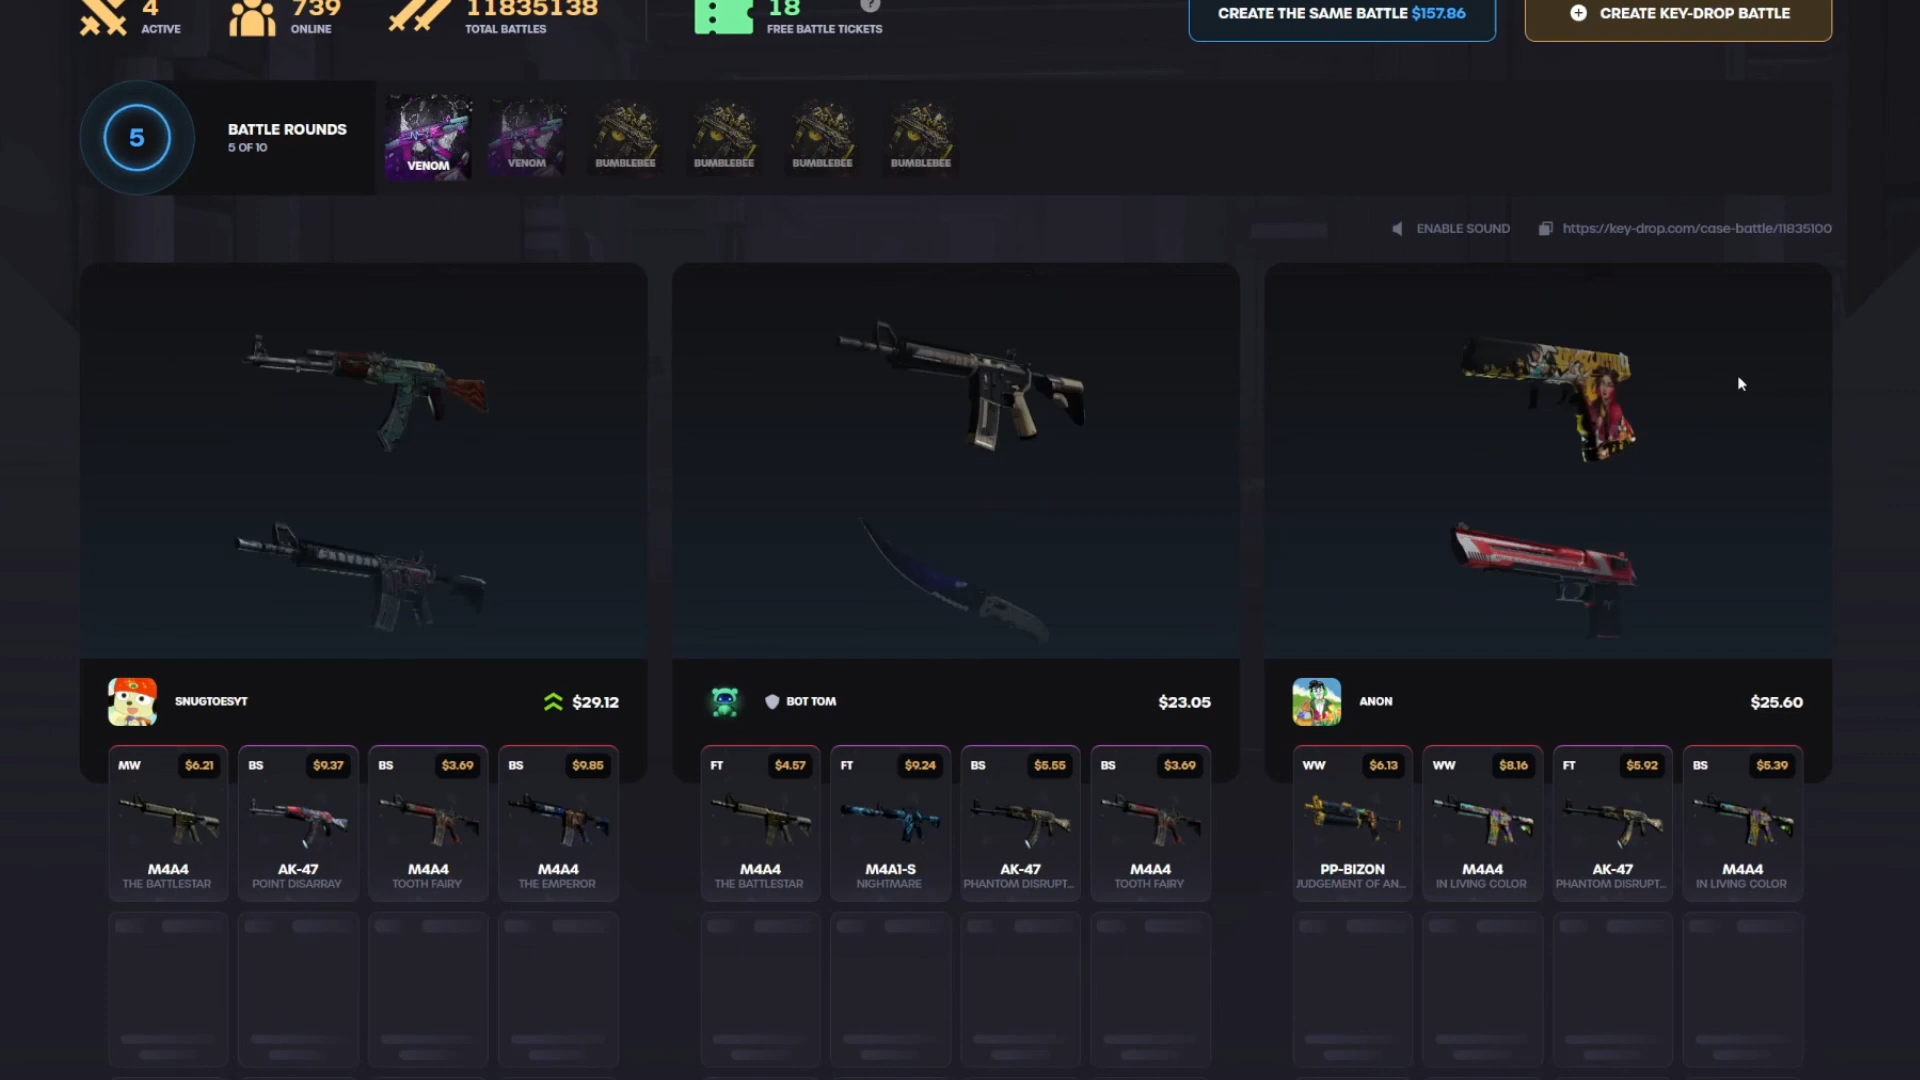 4 ACTIVE
739 ONLINE
11835138 TOTAL BATTLES
18 FREE BATTLE TICKETS
?
CREATE THE SAME BATTLE $157.86
CREATE KEY-DROP BATTLE
5
BATTLE ROUNDS
5 OF 10
VENOM
VENOM
BUMBLEBEE
BUMBLEBEE
BUMBLEBEE
BUMBLEBEE
ENABLE SOUND
https://key-drop.com/case-battle/11835100
SNUGTOESYT
$29.12
MW $6.21
M4A4
THE BATTLESTAR
BS $9.37
AK-47
POINT DISARRAY
BS $3.69
M4A4
TOOTH FAIRY
BS $9.85
M4A4
THE EMPEROR
BOT TOM
$23.05
FT $4.57
M4A4
THE BATTLESTAR
FT $9.24
M4A1-S
NIGHTMARE
BS $5.55
AK-47
PHANTOM DISRUPT...
BS $3.69
M4A4
TOOTH FAIRY
ANON
$25.60
WW $6.13
PP-BIZON
JUDGEMENT OF AN...
WW $8.16
M4A4
IN LIVING COLOR
FT $5.92
AK-47
PHANTOM DISRUPT...
BS $5.39
M4A4
IN LIVING COLOR